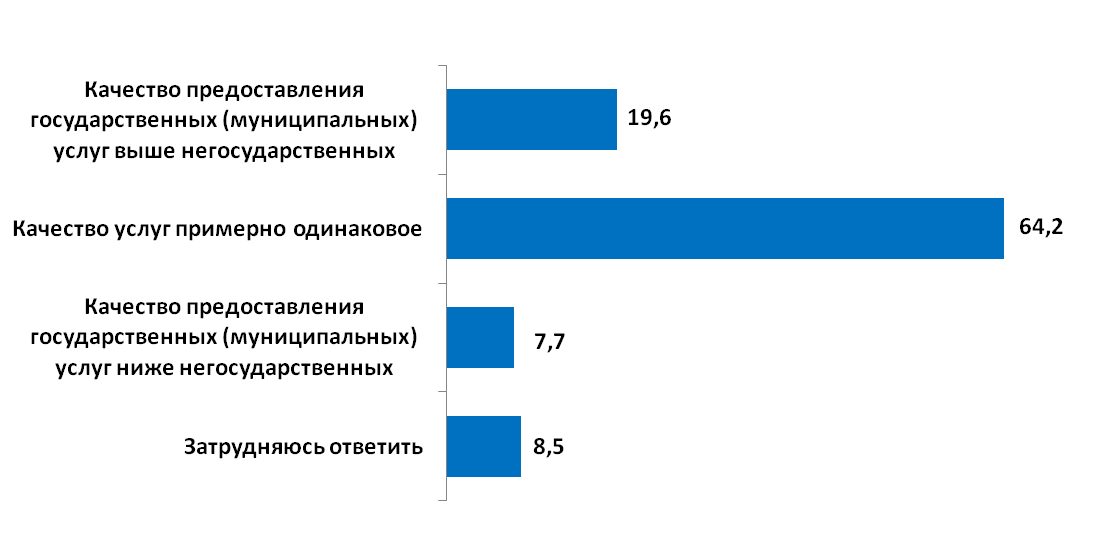 Качество предоставления
государственных (муниципальных)
услуг выше негосударственных
19,6
Качество услуг примерно одинаковое
64,2
Качество предоставления
государственных (муниципальных)
услуг ниже негосударственных
7,7
Затрудняюсь ответить
8,5